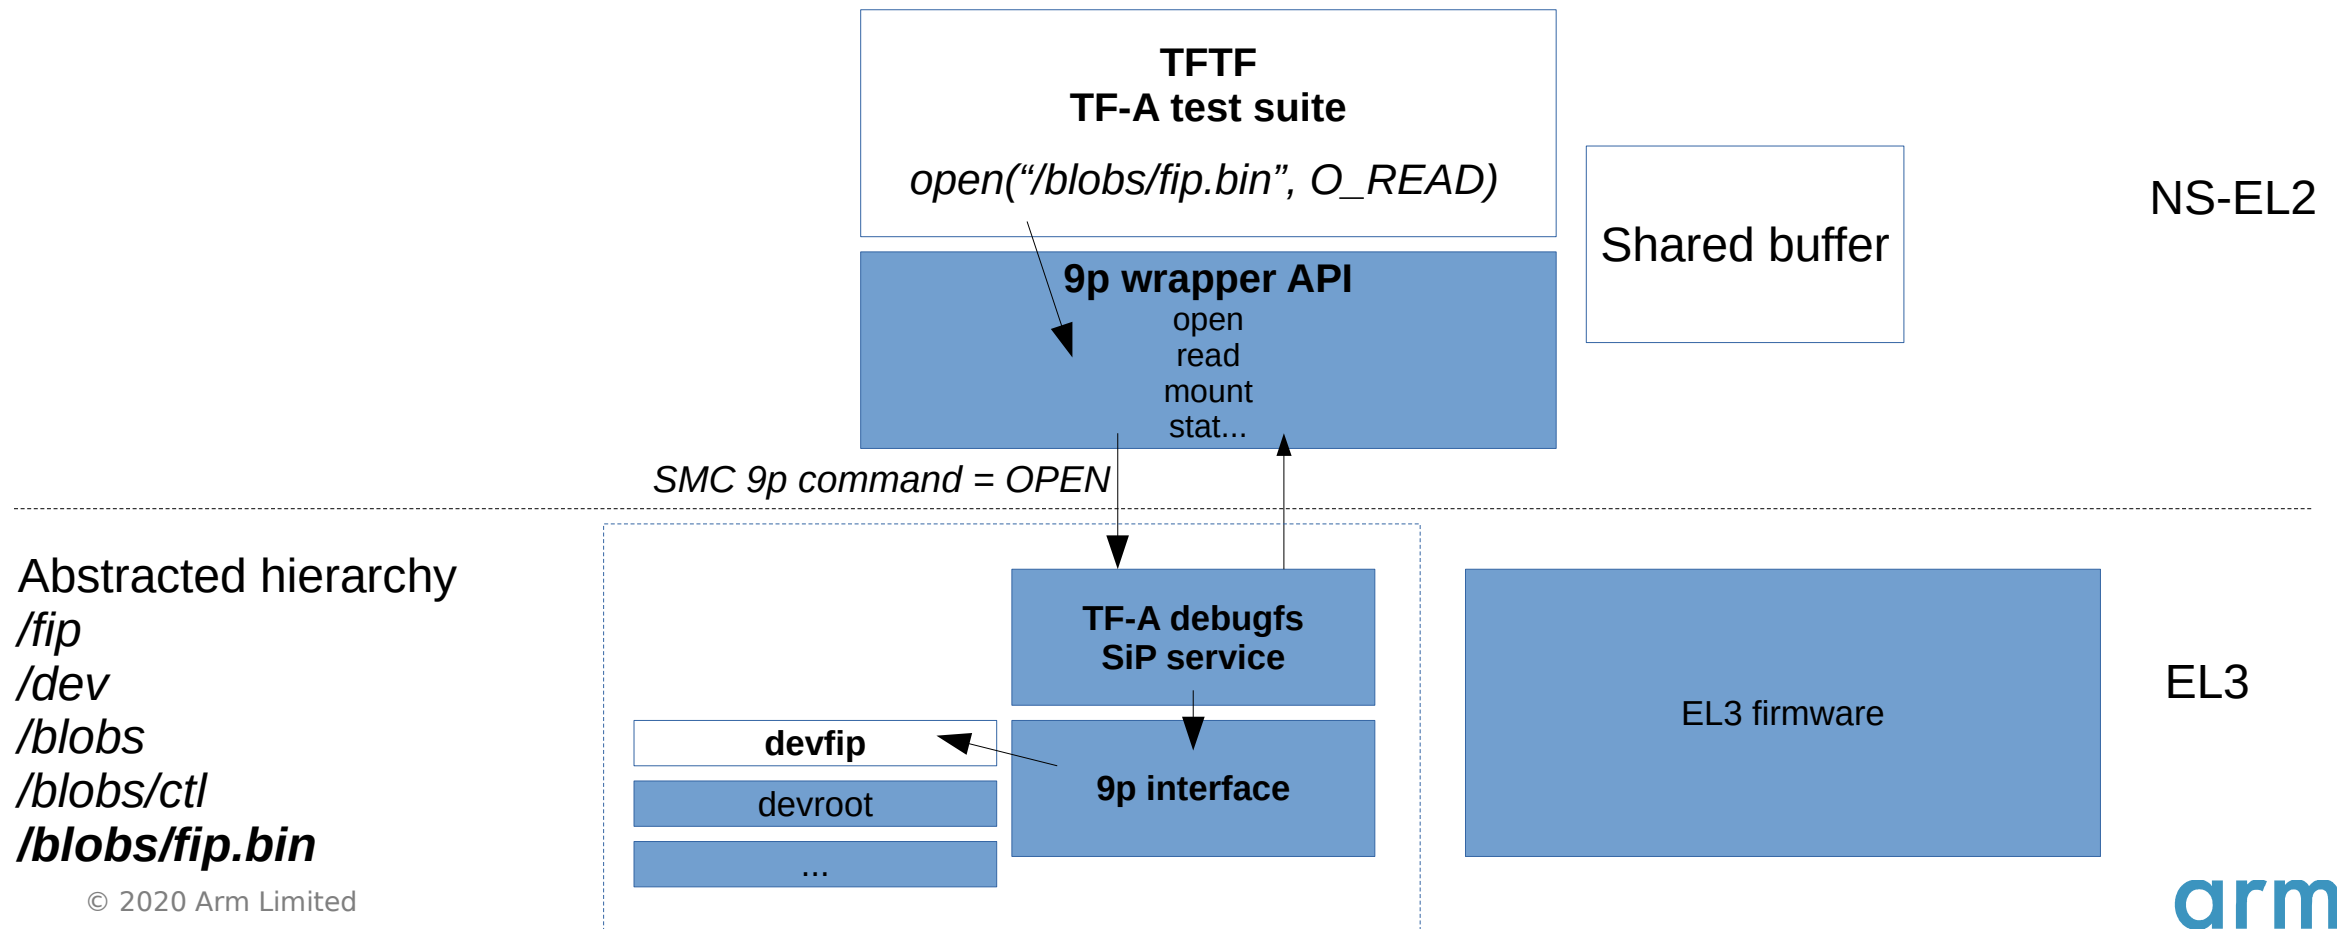 TFTF
TF-A test suite
open(“/blobs/fip.bin”, O_READ)
Shared buffer
NS-EL2
9p wrapper API
open
read
mount
stat...
SMC 9p command = OPEN
Abstracted hierarchy
/fip
/dev
/blobs
/blobs/ctl
/blobs/fip.bin
TF-A debugfs
SiP service
devfip
devroot
...
9p interface
EL3 firmware
EL3
© 2020 Arm Limited
arm